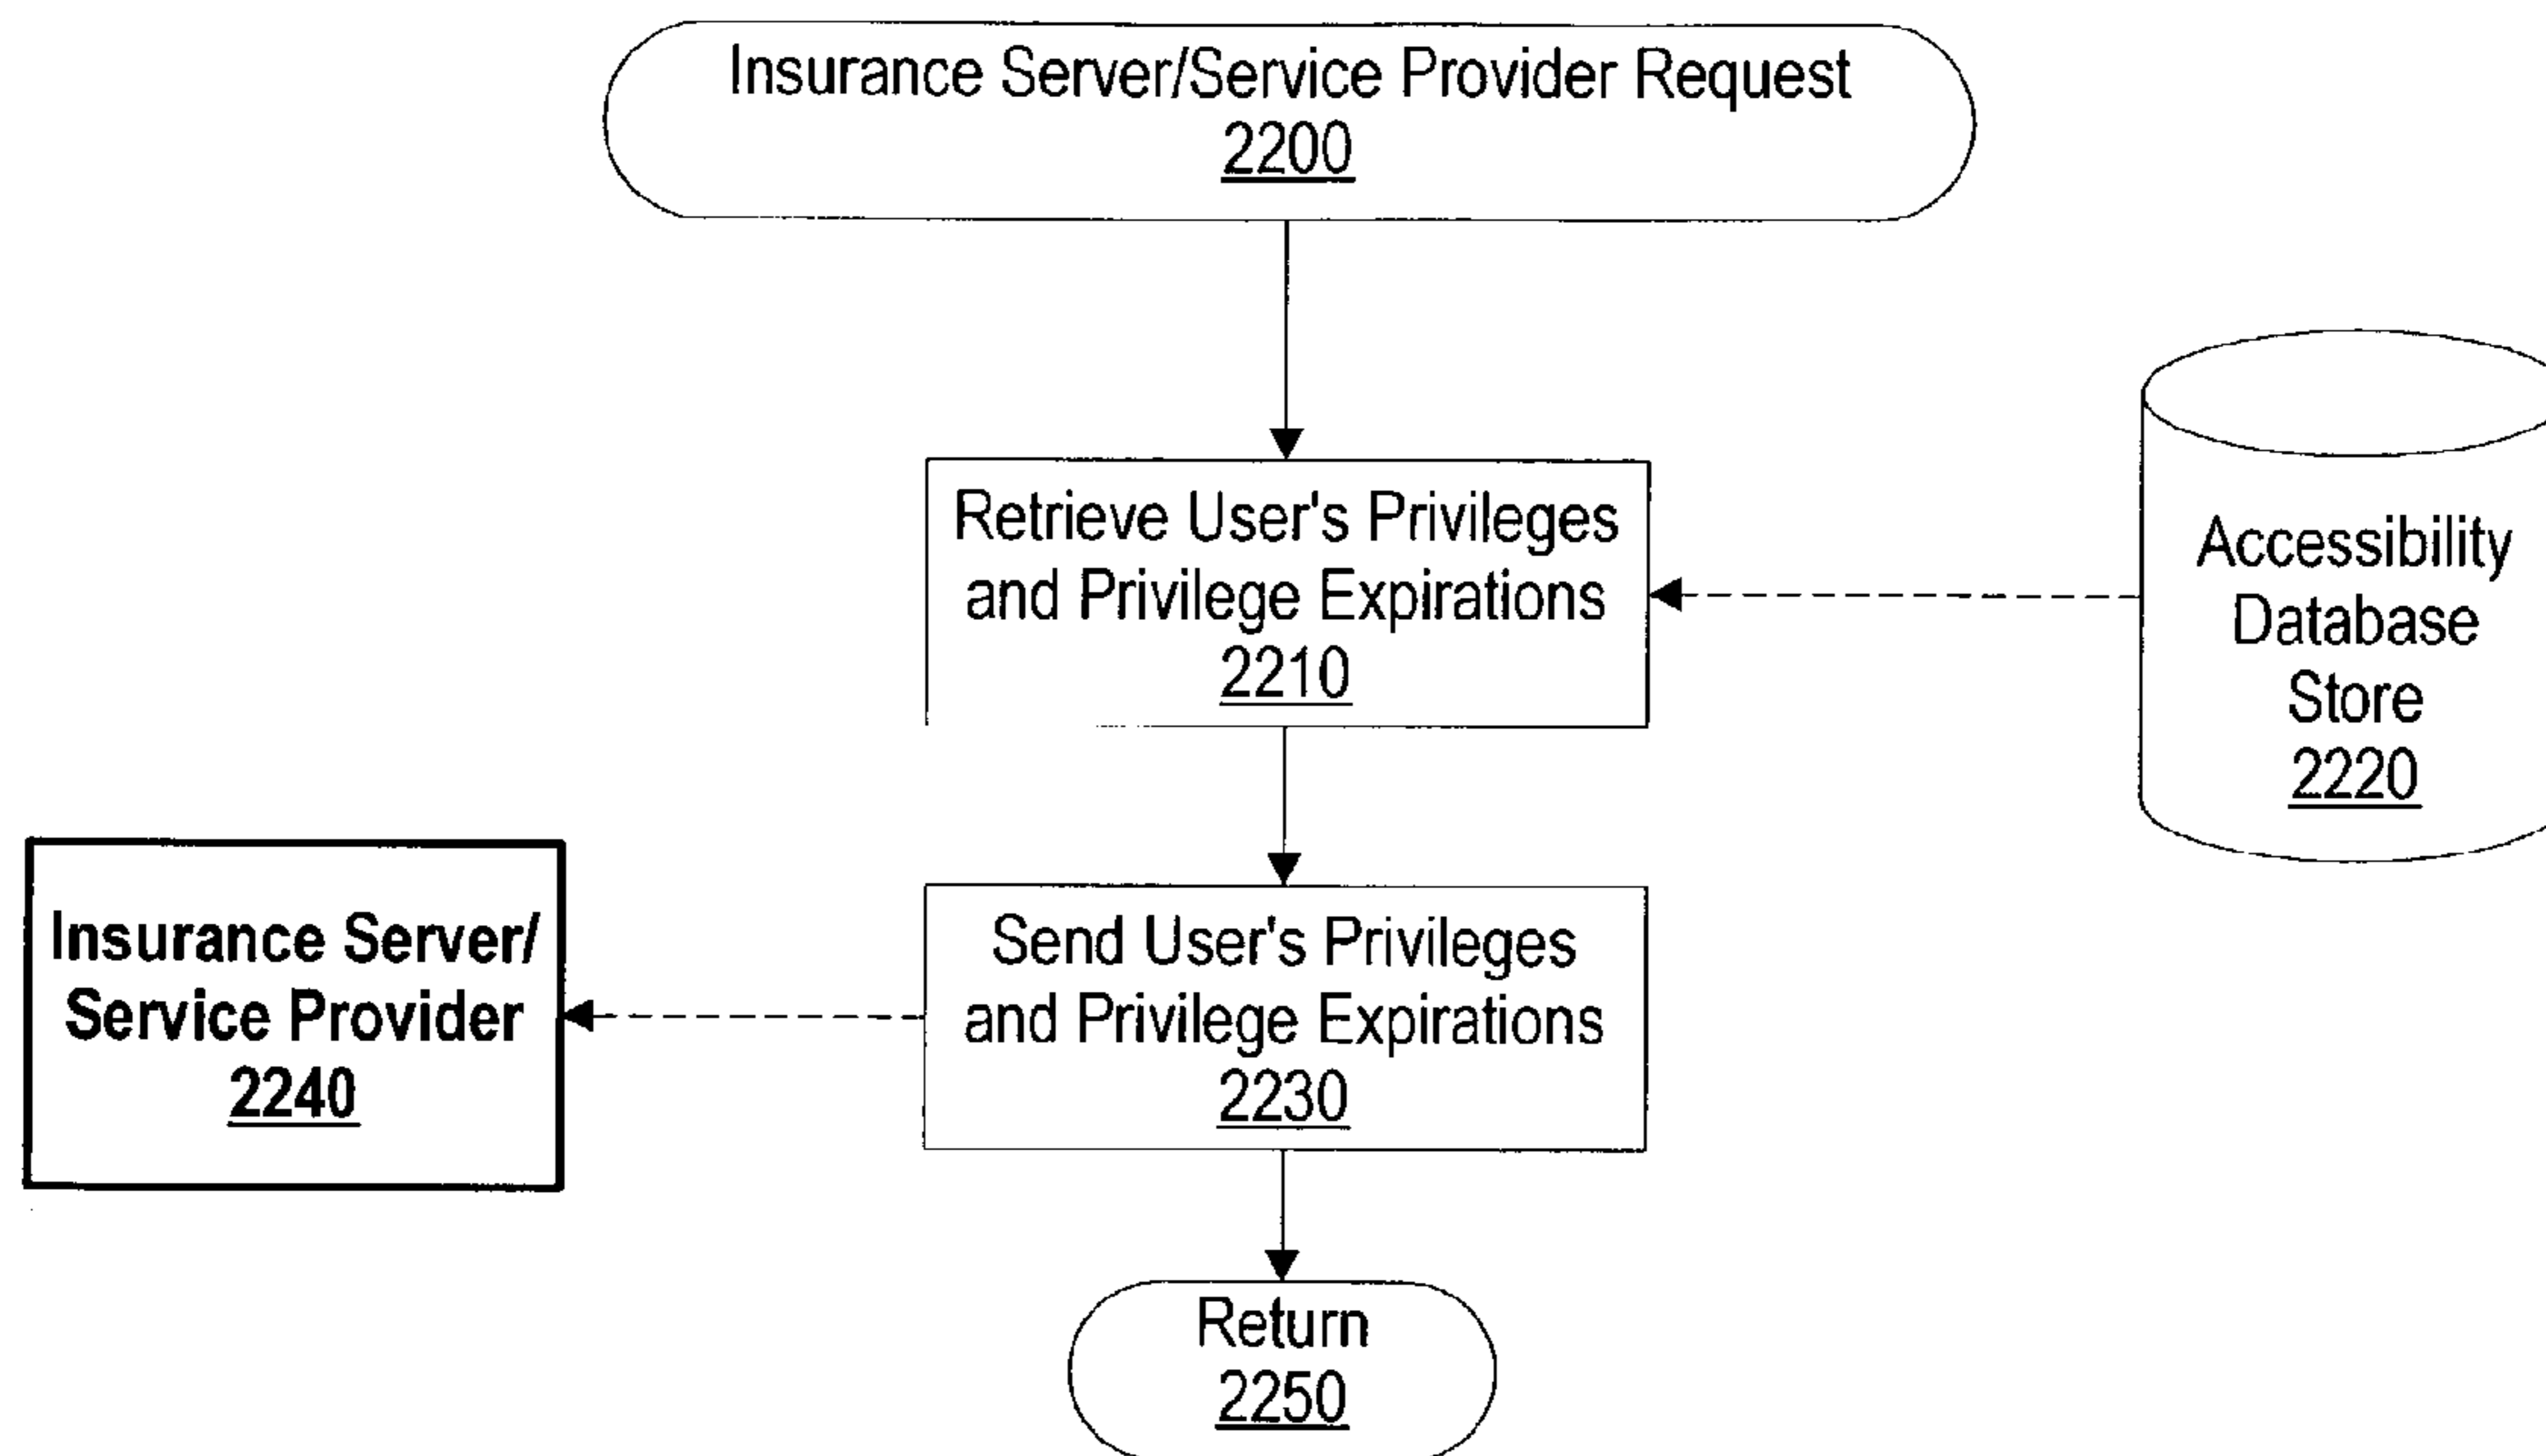 Insurance Server/Service Provider Request
2200
Retrieve User's Privileges
and Privilege Expirations
2210
Accessibility
Database
Store
2220
Insurance Server/
Service Provider
2240
Send User's Privileges
and Privilege Expirations
2230
Return
2250